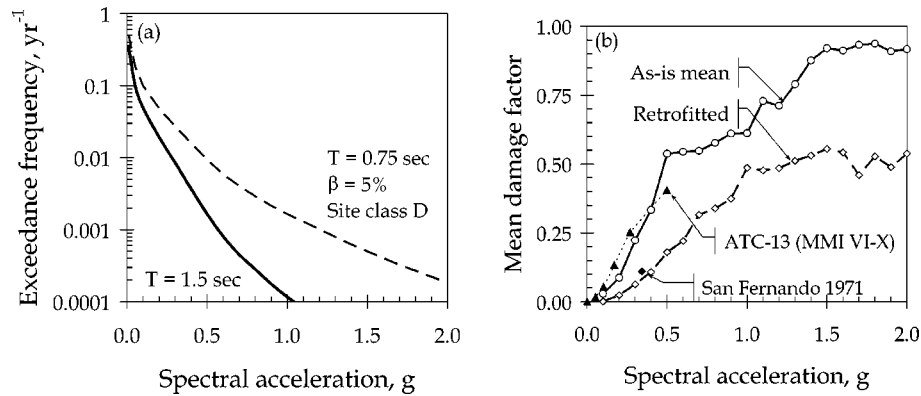 (a)
Exceedance frequency, yr⁻¹
1
0.1
0.01
0.001
0.0001
T = 0.75 sec
β = 5%
Site class D
T = 1.5 sec
0.0 0.5 1.0 1.5 2.0
Spectral acceleration, g
(b)
Mean damage factor
1.00
0.75
0.50
0.25
0.00
As-is mean
Retrofitted
ATC-13 (MMI VI-X)
San Fernando 1971
0.0 0.5 1.0 1.5 2.0
Spectral acceleration, g